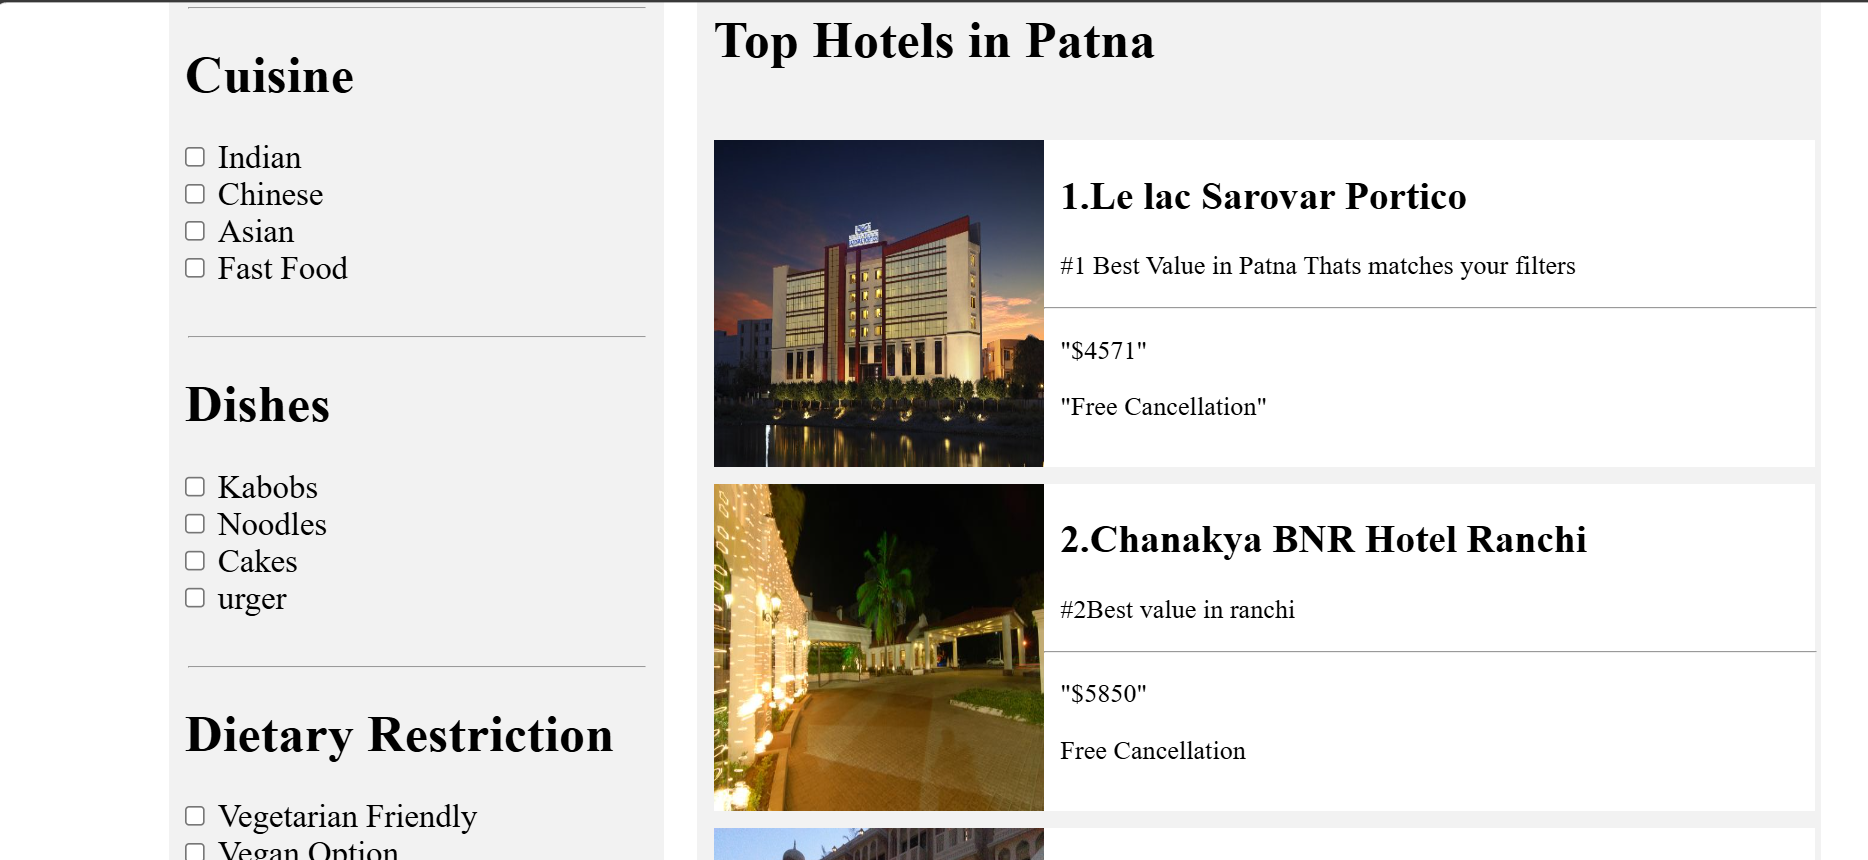 Cuisine
Indian
Chinese
Asian
Fast Food
Dishes
Kabobs
Noodles
Cakes
urger
Dietary Restriction
Vegetarian Friendly
Vegan Option
Top Hotels in Patna
1.Le lac Sarovar Portico
#1 Best Value in Patna Thats matches your filters
"$4571"
"Free Cancellation"
2.Chanakya BNR Hotel Ranchi
#2Best value in ranchi
"$5850"
Free Cancellation